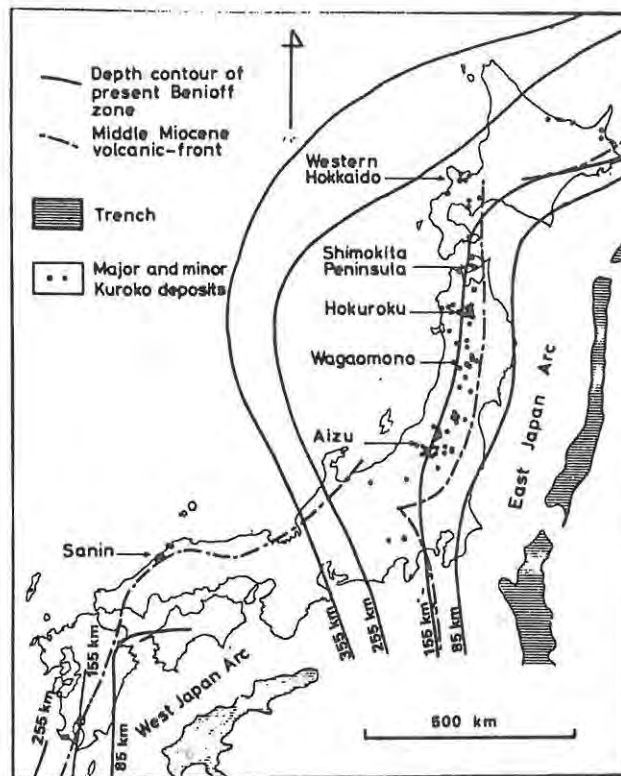 Depth contour of
present Benioff
zone
Middle Miocene
volcanic-front
Trench
Major and minor
Kuroko deposits
Western
Hokkaido
Shimokita
Peninsula
Hokuroku
Wagaomono
Aizu
Sanin
East Japan Arc
West Japan Arc
355 km
255 km
155 km
85 km
155 km
255 km
85 km
500 km